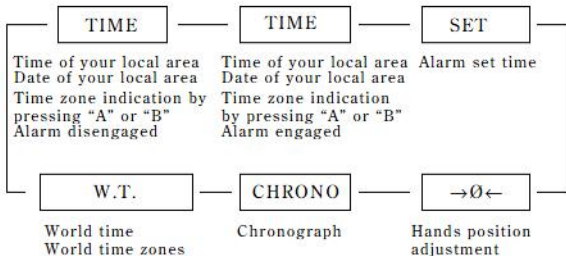 TIME
Time of your local area
Date of your local area
Time zone indication by
pressing “A” or “B”
Alarm disengaged
TIME
Time of your local area
Date of your local area
Time zone indication
by pressing “A” or “B”
Alarm engaged
SET
Alarm set time
W.T.
World time
World time zones
CHRONO
Chronograph
→Ø←
Hands position
adjustment